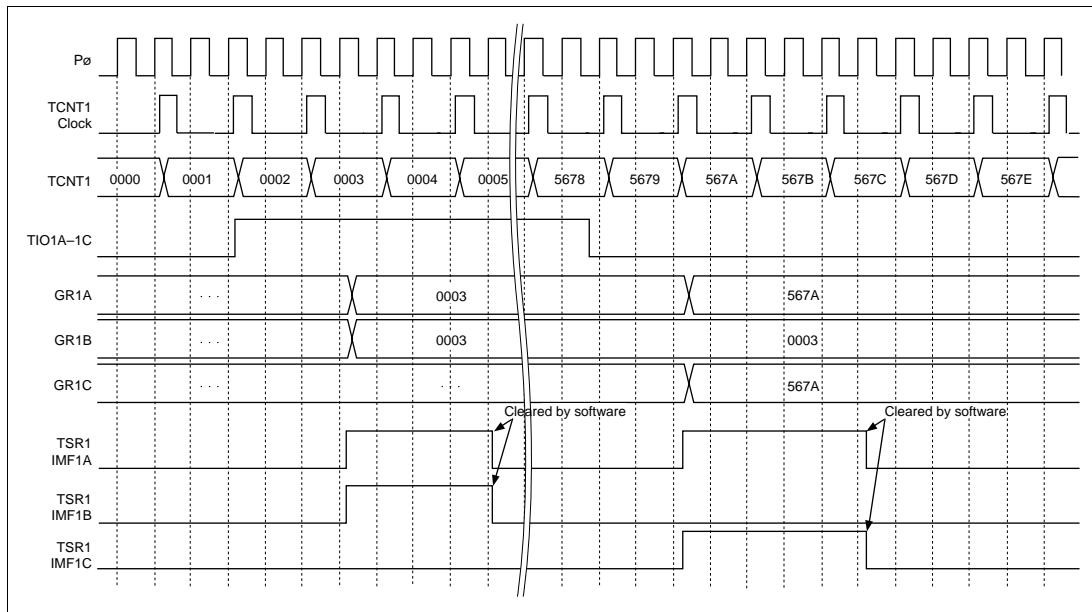 Pø
TCNT1
Clock
TCNT1 0000 0001 0002 0003 0004 0005 5678 5679 567A 567B 567C 567D 567E
TIO1A–1C
GR1A . . . 0003 567A
GR1B . . . 0003 0003
GR1C . . . . . . 567A
Cleared by software Cleared by software
TSR1
IMF1A
TSR1
IMF1B
TSR1
IMF1C